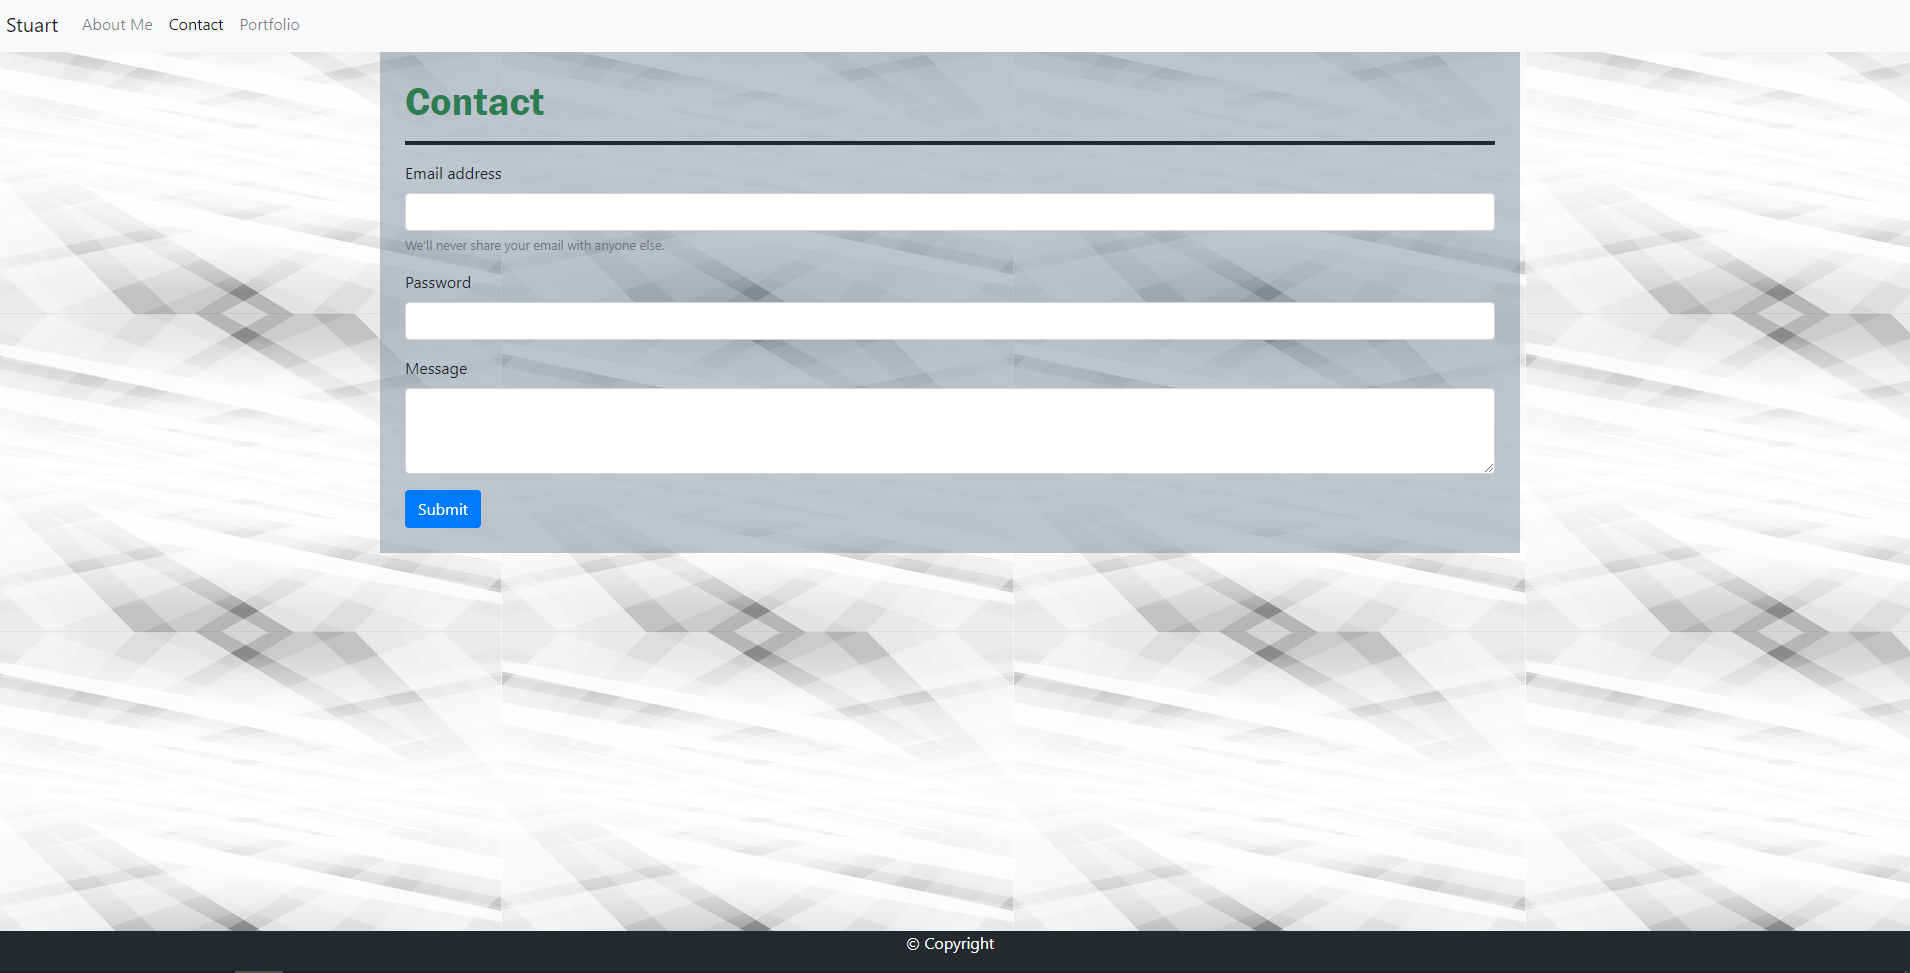 Stuart About Me Contact Portfolio
Contact
Email address
We'll never share your email with anyone else.
Password
Message
Submit
© Copyright